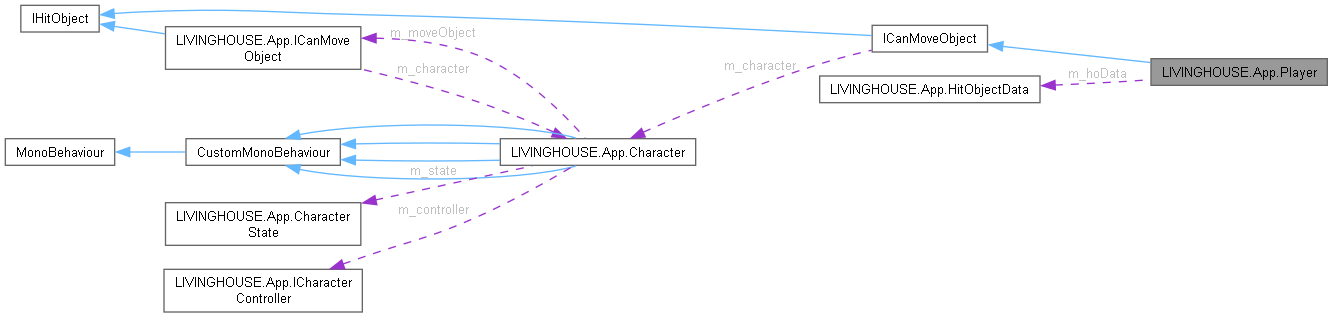 IHitObject
LIVINGHOUSE.App.ICanMove
Object
m_moveObject
m_character
ICanMoveObject
m_character
LIVINGHOUSE.App.HitObjectData
m_hoData
LIVINGHOUSE.App.Player
MonoBehaviour
CustomMonoBehaviour
LIVINGHOUSE.App.Character
m_state
LIVINGHOUSE.App.Character
State
m_controller
LIVINGHOUSE.App.ICharacter
Controller